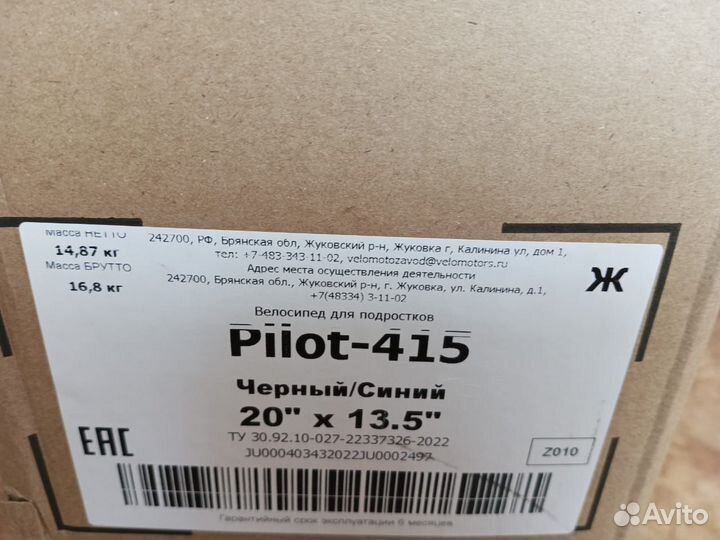 Масса НЕТТО
14,87 кг
Масса БРУТТО
16,8 кг
242700, РФ, Брянская обл, Жуковский р-н, Жуковка г, Калинина ул, дом 1,
тел: +7-483-343-11-02, velomotozavod@velomotors.ru
Адрес места осуществления деятельности
242700, Брянская обл., Жуковский р-н, г. Жуковка, ул. Калинина, д.1,
+7(48334) 3-11-02
Ж
Велосипед для подростков
Pilot-415
Черный/Синий
20" x 13.5"
ТУ 30.92.10-027-22337326-2022
JU000403432022JU0002497
EAC
Z010
Гарантийный срок эксплуатации 6 месяцев
Avito